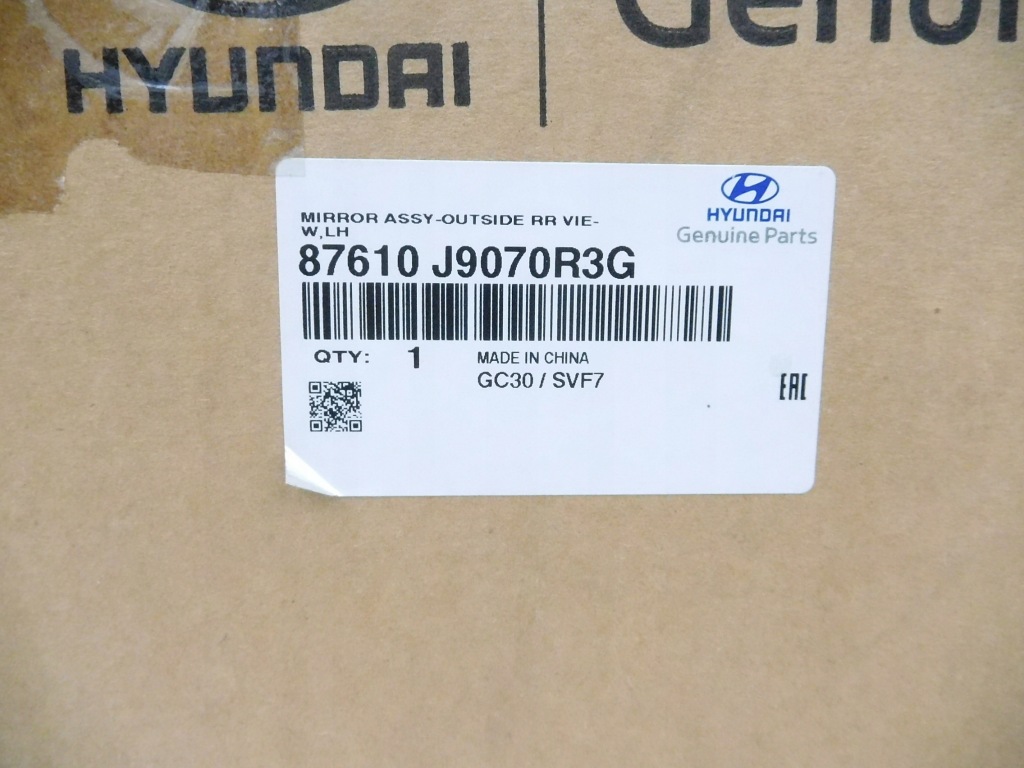 HYUNDAI
HYUNDAI
Genuine Parts
MIRROR ASSY-OUTSIDE RR VIE-
W,LH
87610 J9070R3G
QTY: 1
MADE IN CHINA
GC30 / SVF7
EAC